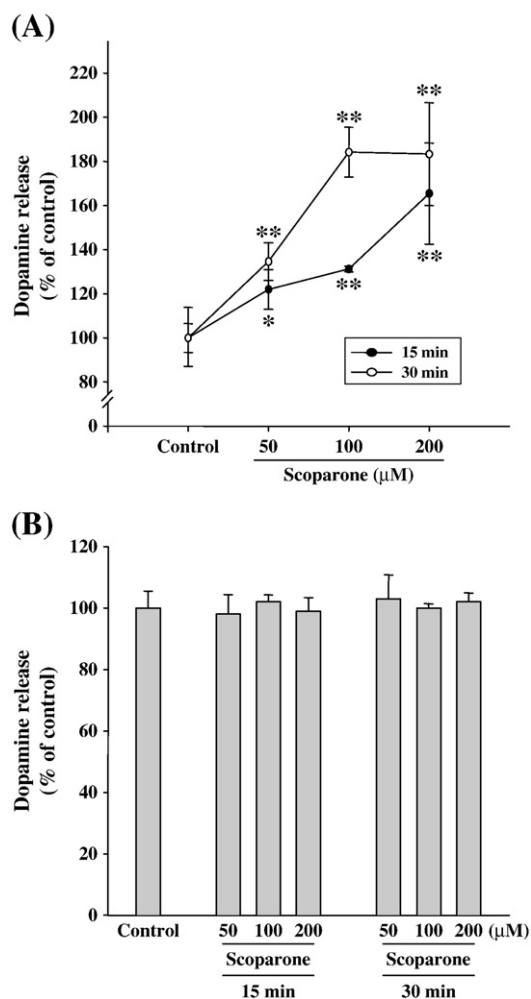 (A)
Dopamine release
(% of control)
220
200
180
160
140
120
100
80
0
**
**
**
**
*
**
15 min
30 min
Control 50 100 200
Scoparone (μM)
(B)
Dopamine release
(% of control)
120
100
80
60
40
20
0
Control 50 100 200 50 100 200 (μM)
Scoparone Scoparone
15 min 30 min